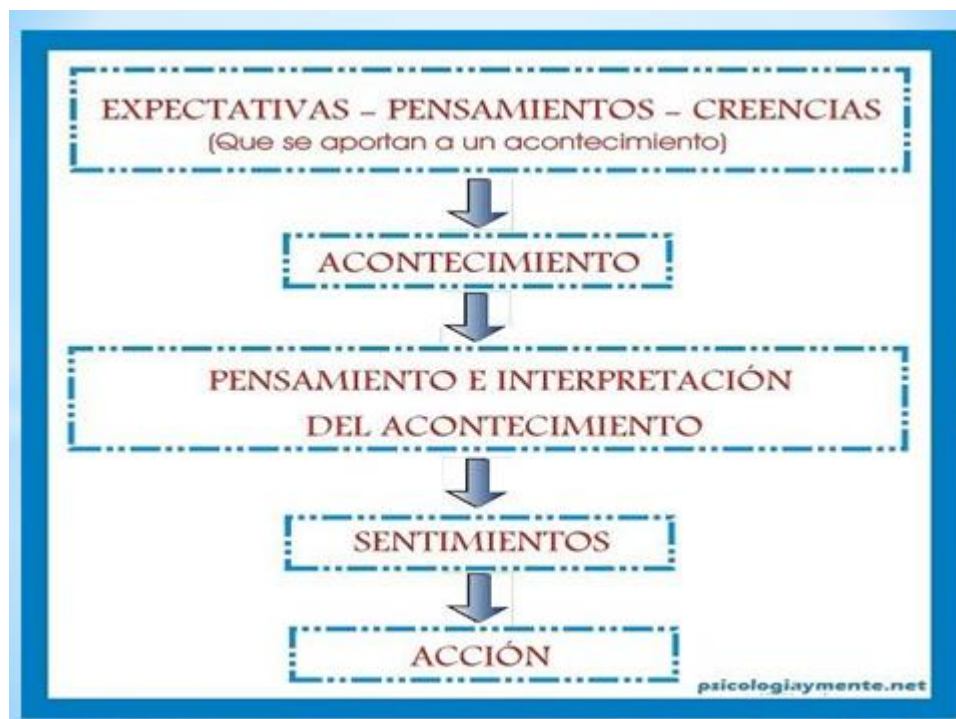 EXPECTATIVAS - PENSAMIENTOS - CREENCIAS
(Que se aportan a un acontecimiento)
ACONTECIMIENTO
PENSAMIENTO E INTERPRETACIÓN
DEL ACONTECIMIENTO
SENTIMIENTOS
ACCIÓN
psicologiaymente.net